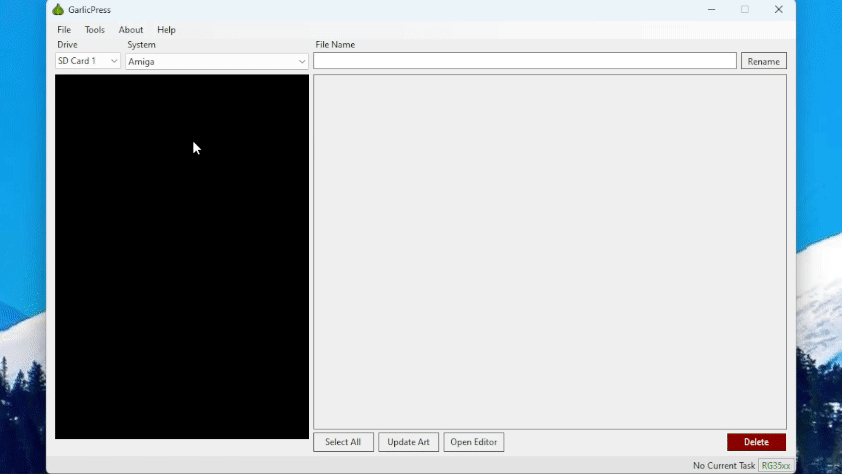 GarlicPress
File Tools About Help
Drive System File Name
SD Card 1 Amiga Rename
Select All Update Art Open Editor Delete
No Current Task RG35xx